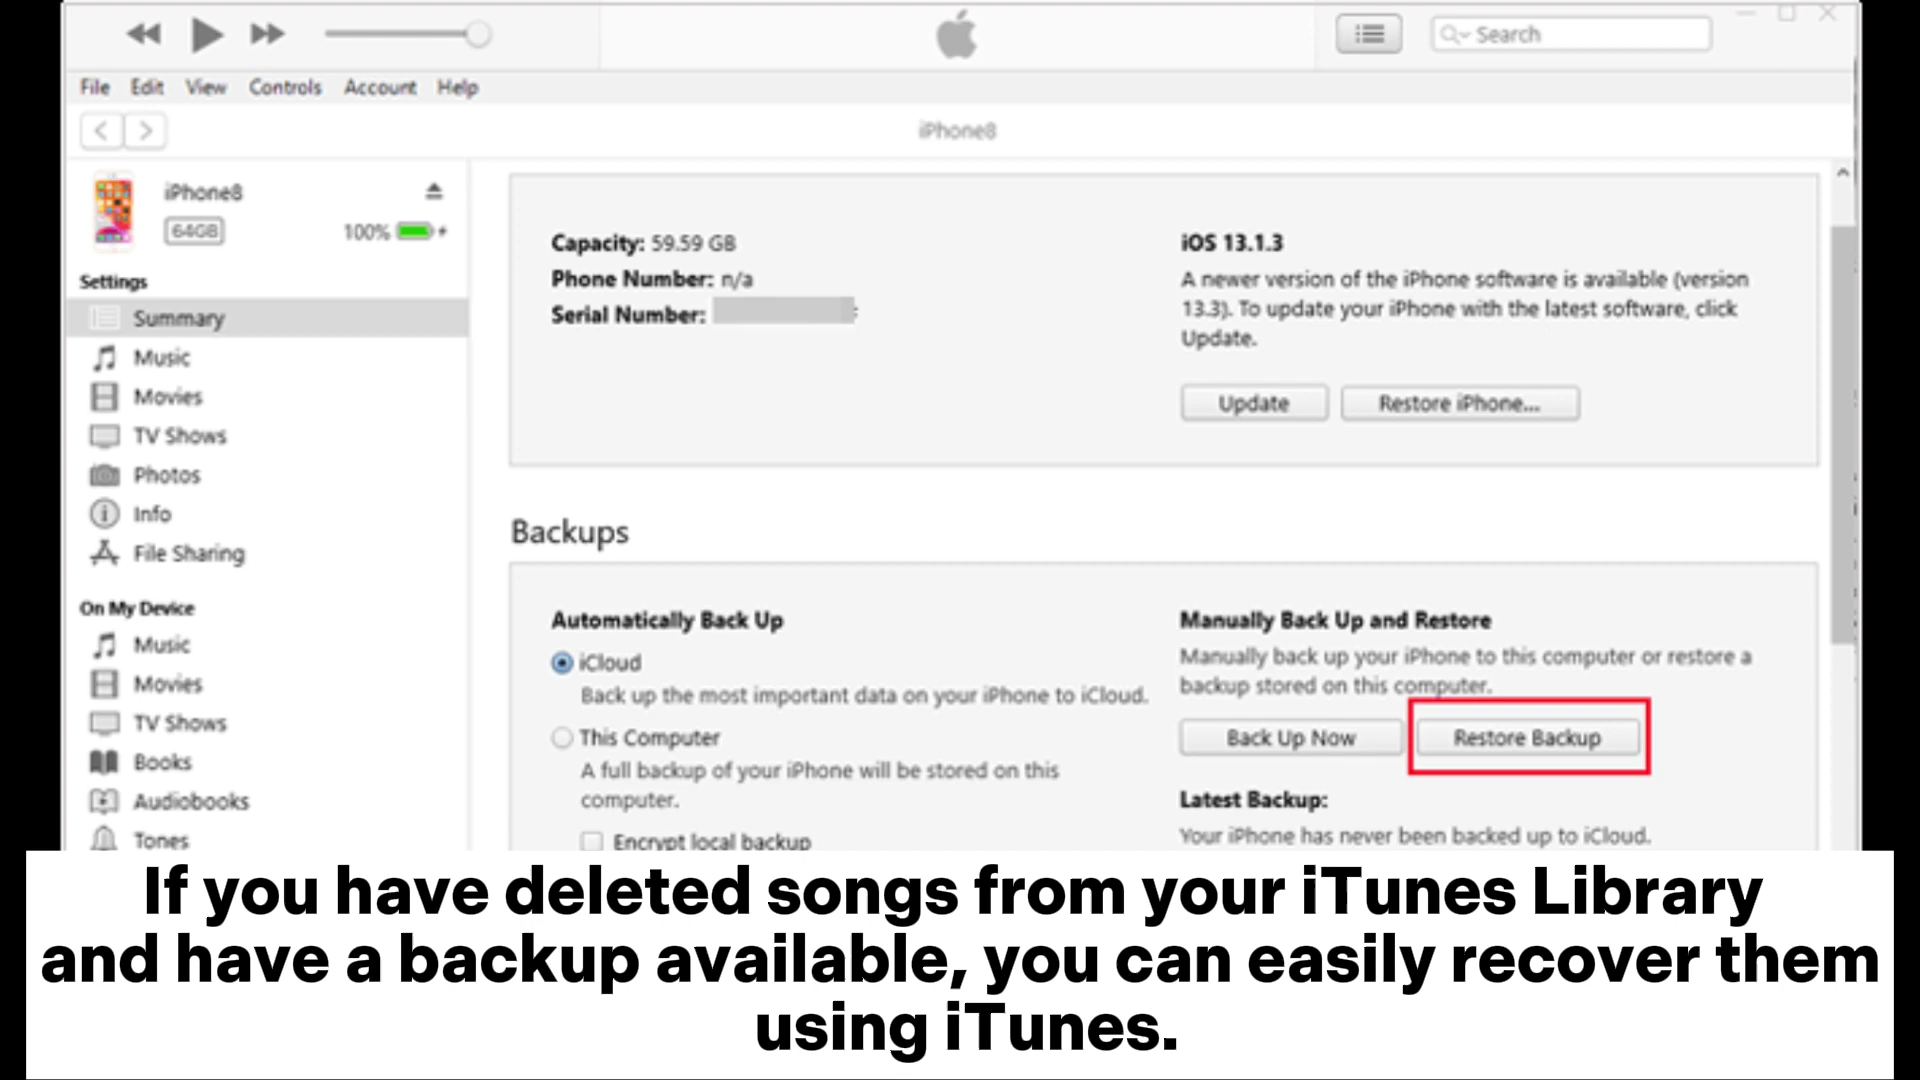 Search
File Edit View Controls Account Help
iPhone8
iPhone8
64GB 100%
Settings
Summary
Music
Movies
TV Shows
Photos
Info
File Sharing
On My Device
Music
Movies
TV Shows
Books
Audiobooks
Tones
Capacity: 59.59 GB
Phone Number: n/a
Serial Number:
iOS 13.1.3
A newer version of the iPhone software is available (version
13.3). To update your iPhone with the latest software, click
Update.
Update Restore iPhone...
Backups
Automatically Back Up
iCloud
Back up the most important data on your iPhone to iCloud.
This Computer
A full backup of your iPhone will be stored on this
computer.
Encrypt local backup
Manually Back Up and Restore
Manually back up your iPhone to this computer or restore a
backup stored on this computer.
Back Up Now Restore Backup
Latest Backup:
Your iPhone has never been backed up to iCloud.
If you have deleted songs from your iTunes Library
and have a backup available, you can easily recover them
using iTunes.